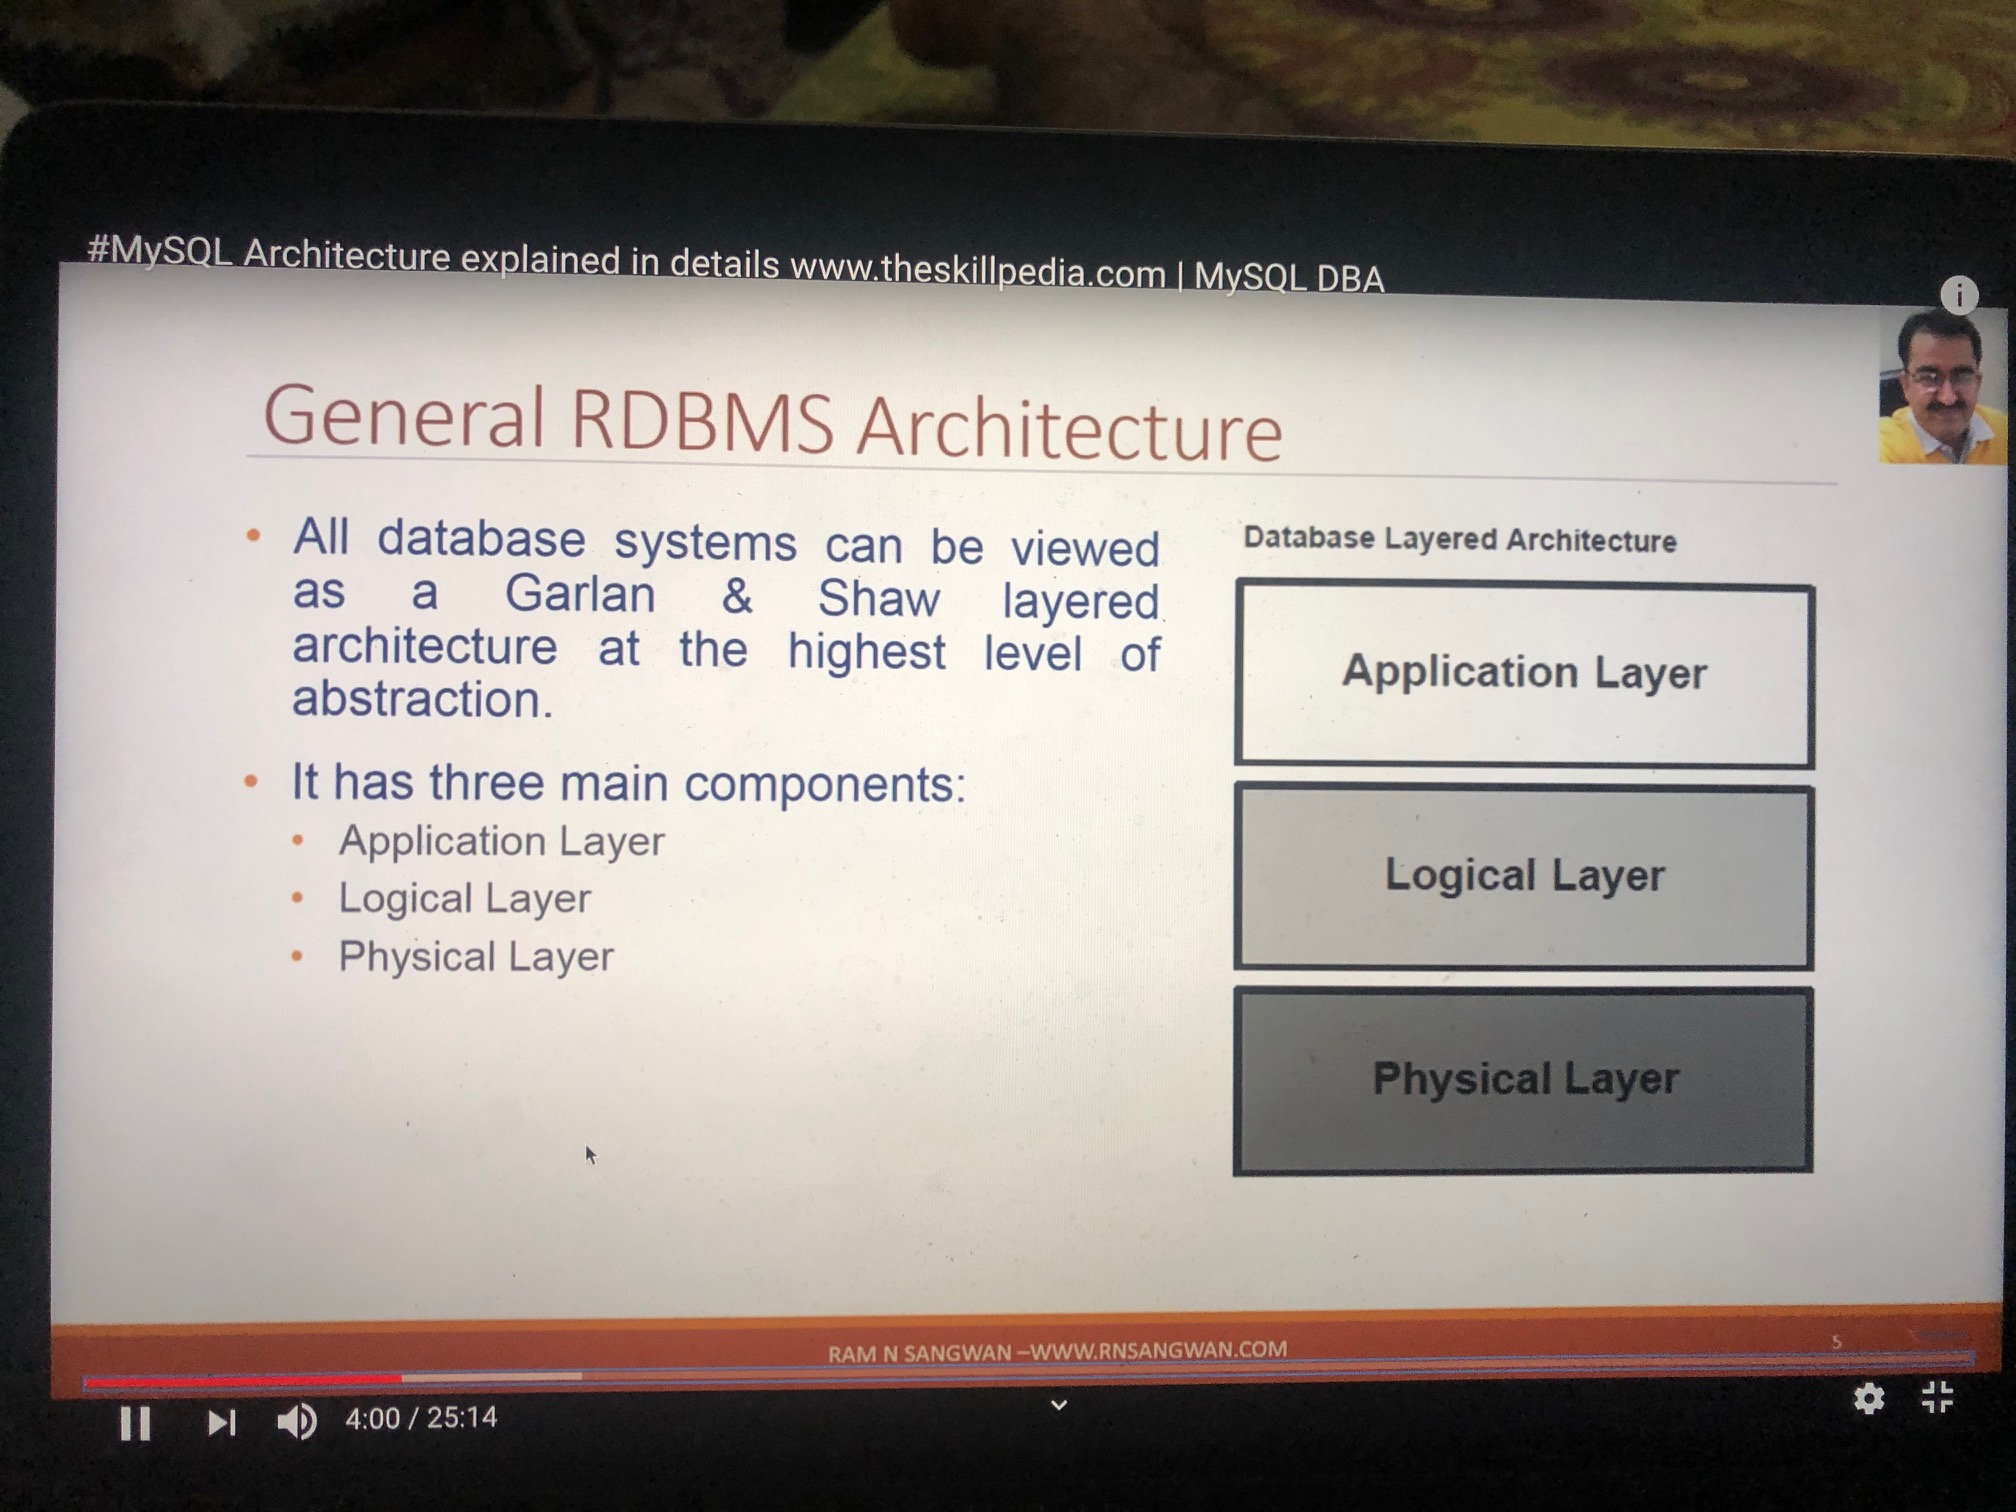 #MySQL Architecture explained in details www.theskillpedia.com | MySQL DBA
i
General RDBMS Architecture
• All database systems can be viewed
as a Garlan & Shaw layered
architecture at the highest level of
abstraction.
• It has three main components:
• Application Layer
• Logical Layer
• Physical Layer
Database Layered Architecture
Application Layer
Logical Layer
Physical Layer
RAM N SANGWAN –WWW.RNSANGWAN.COM
5
4:00 / 25:14